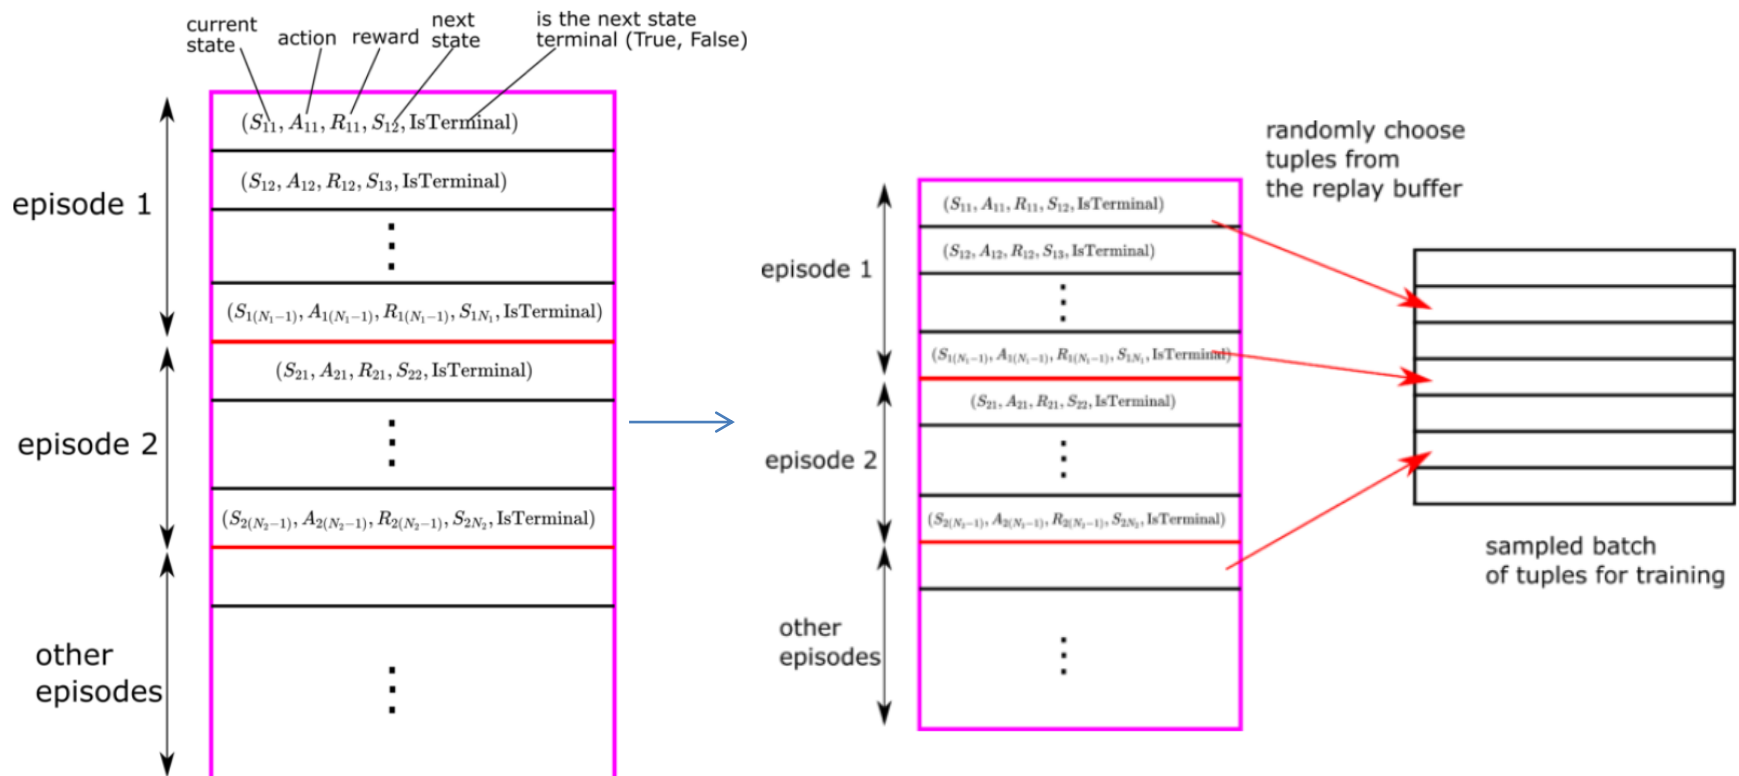 current
state
action
reward
next
state
is the next state
terminal (True, False)
episode 1
(S₁₁, A₁₁, R₁₁, S₁₂, IsTerminal)
(S₁₂, A₁₂, R₁₂, S₁₃, IsTerminal)
⋮
(S₁₍N₁₋₁₎, A₁₍N₁₋₁₎, R₁₍N₁₋₁₎, S₁N₁, IsTerminal)
episode 2
(S₂₁, A₂₁, R₂₁, S₂₂, IsTerminal)
⋮
(S₂₍N₂₋₁₎, A₂₍N₂₋₁₎, R₂₍N₂₋₁₎, S₂N₂, IsTerminal)
other
episodes
⋮
episode 1
(S₁₁, A₁₁, R₁₁, S₁₂, IsTerminal)
(S₁₂, A₁₂, R₁₂, S₁₃, IsTerminal)
⋮
(S₁₍N₁₋₁₎, A₁₍N₁₋₁₎, R₁₍N₁₋₁₎, S₁N₁, IsTerminal)
episode 2
(S₂₁, A₂₁, R₂₁, S₂₂, IsTerminal)
⋮
(S₂₍N₂₋₁₎, A₂₍N₂₋₁₎, R₂₍N₂₋₁₎, S₂N₂, IsTerminal)
other
episodes
⋮
randomly choose
tuples from
the replay buffer
sampled batch
of tuples for training